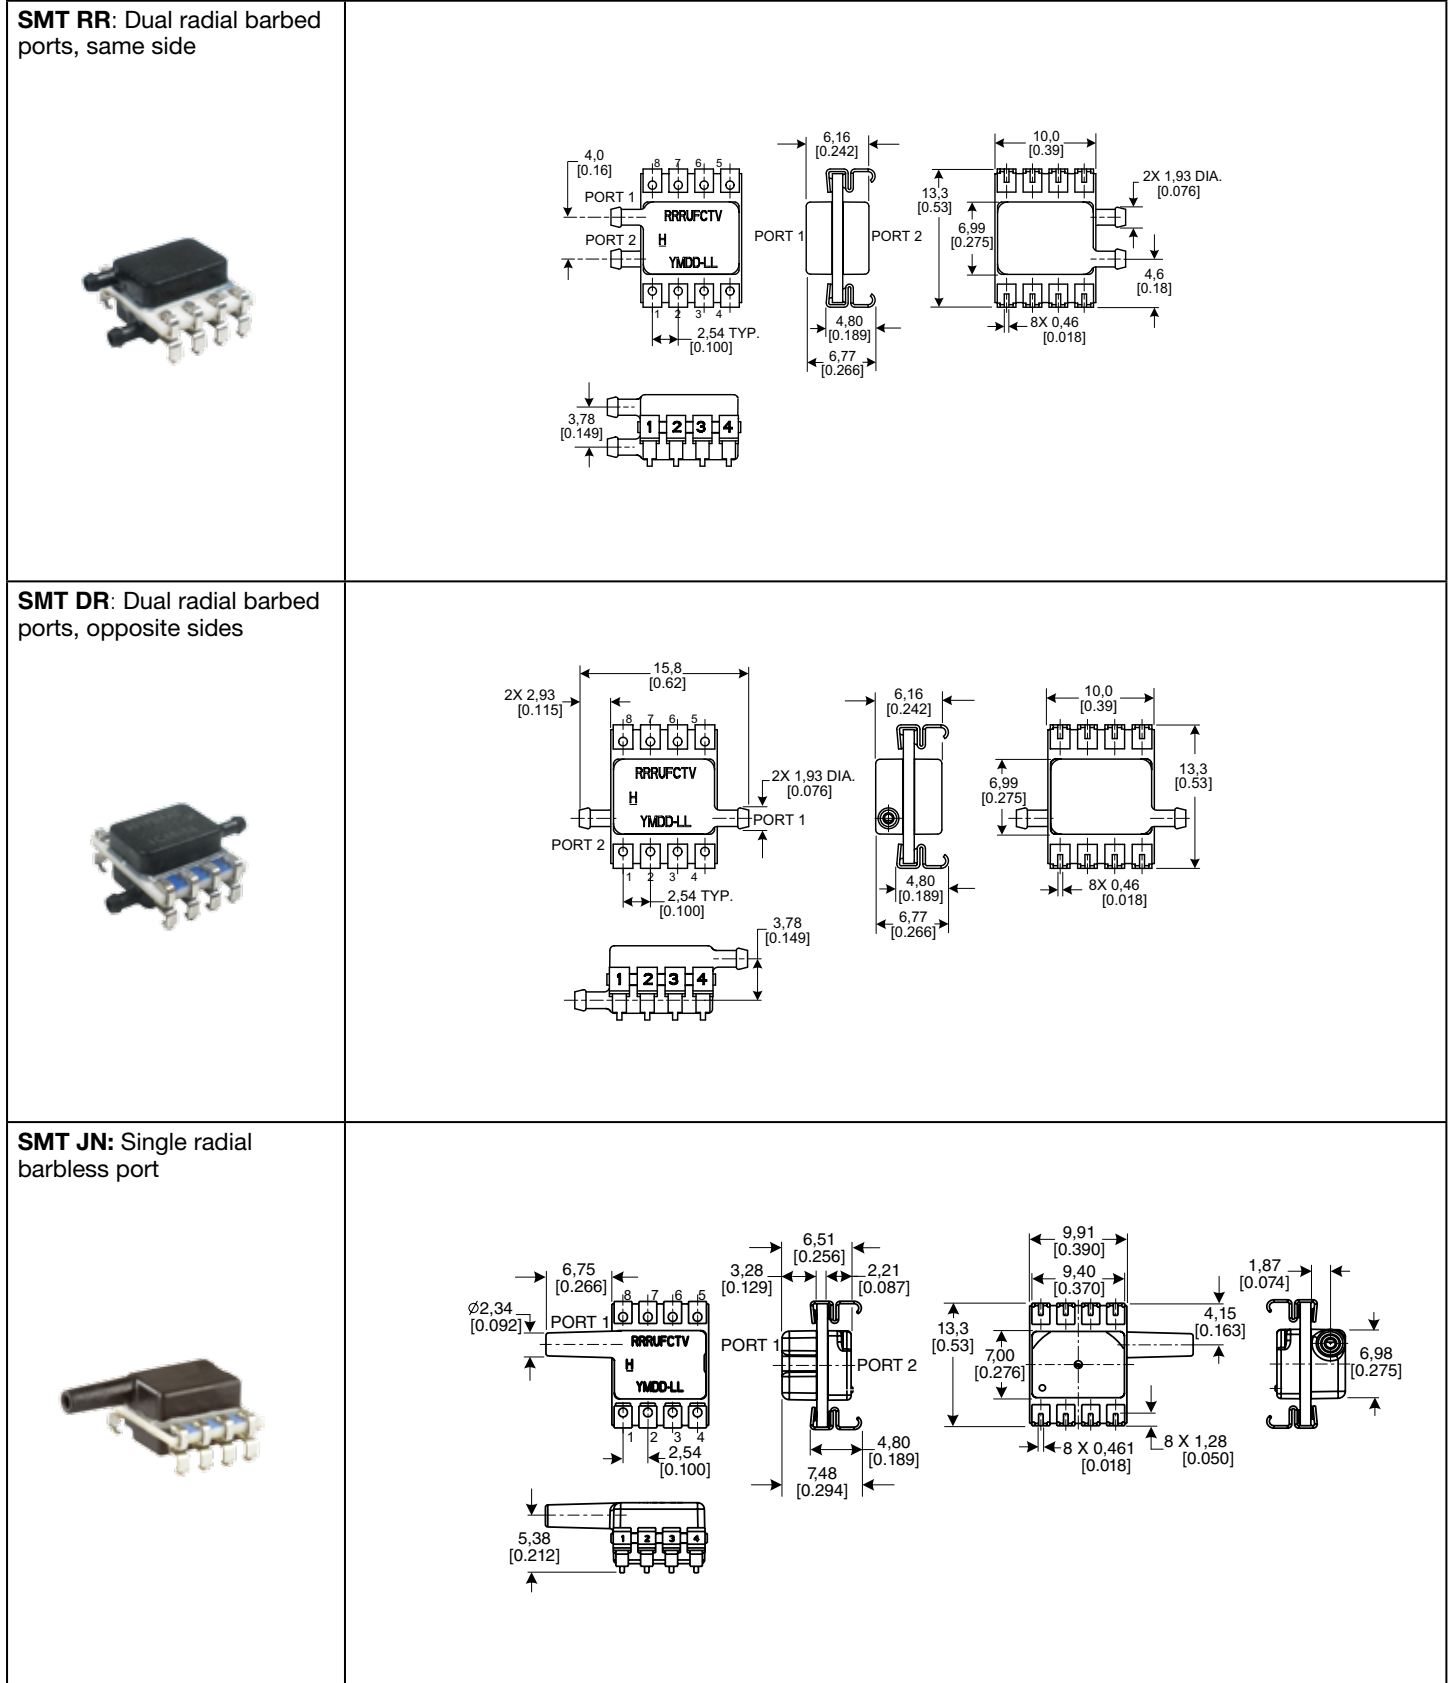 SMT RR: Dual radial barbed
ports, same side
4,0
[0.16]
8 7 6 5
PORT 1
RRRUFCTV
PORT 2
H
YMDD-LL
1 2 3 4
2,54 TYP.
[0.100]
6,16
[0.242]
PORT 1
PORT 2
4,80
[0.189]
6,77
[0.266]
10,0
[0.39]
2X 1,93 DIA.
[0.076]
13,3
[0.53]
6,99
[0.275]
4,6
[0.18]
8X 0,46
[0.018]
3,78
[0.149]
1 2 3 4
SMT DR: Dual radial barbed
ports, opposite sides
15,8
[0.62]
2X 2,93
[0.115]
8 7 6 5
RRRUFCTV
H
YMDD-LL
2X 1,93 DIA.
[0.076]
PORT 1
PORT 2
1 2 3 4
2,54 TYP.
[0.100]
6,16
[0.242]
4,80
[0.189]
6,77
[0.266]
10,0
[0.39]
6,99
[0.275]
13,3
[0.53]
8X 0,46
[0.018]
3,78
[0.149]
1 2 3 4
SMT JN: Single radial
barbless port
6,75
[0.266]
8 7 6 5
Ø2,34
[0.092]
PORT 1
RRRUFCTV
H
YMDD-LL
1 2 3 4
2,54
[0.100]
6,51
[0.256]
3,28
[0.129]
2,21
[0.087]
PORT 1
PORT 2
4,80
[0.189]
7,48
[0.294]
9,91
[0.390]
9,40
[0.370]
13,3
[0.53]
7,00
[0.276]
4,15
[0.163]
8 X 0,461
[0.018]
8 X 1,28
[0.050]
1,87
[0.074]
6,98
[0.275]
5,38
[0.212]
1 2 3 4